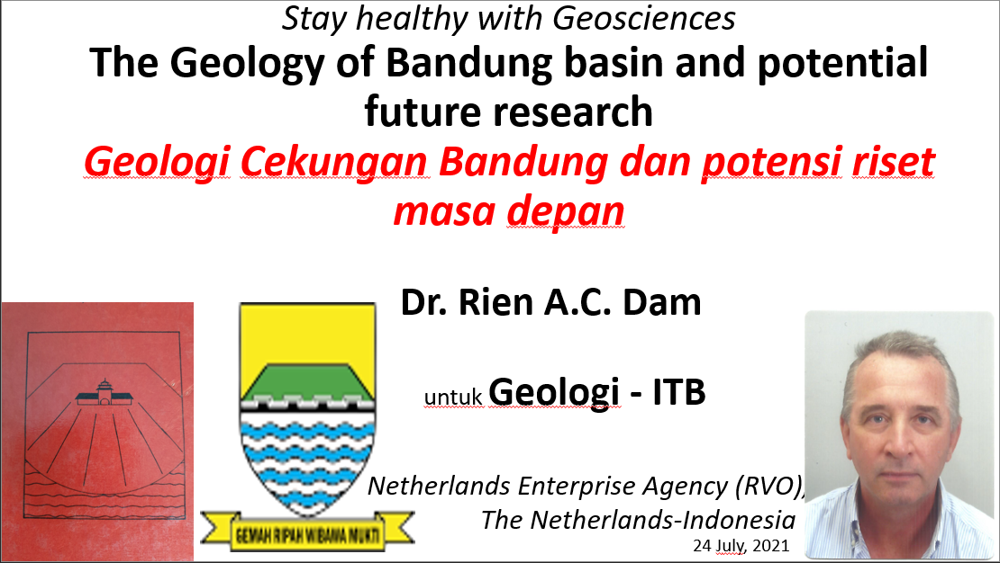 Stay healthy with Geosciences
The Geology of Bandung basin and potential
future research
Geologi Cekungan Bandung dan potensi riset
masa depan
Dr. Rien A.C. Dam
untuk Geologi - ITB
Netherlands Enterprise Agency (RVO),
The Netherlands-Indonesia
24 July, 2021
GEMAH RIPAH WIBAWA MUKTI